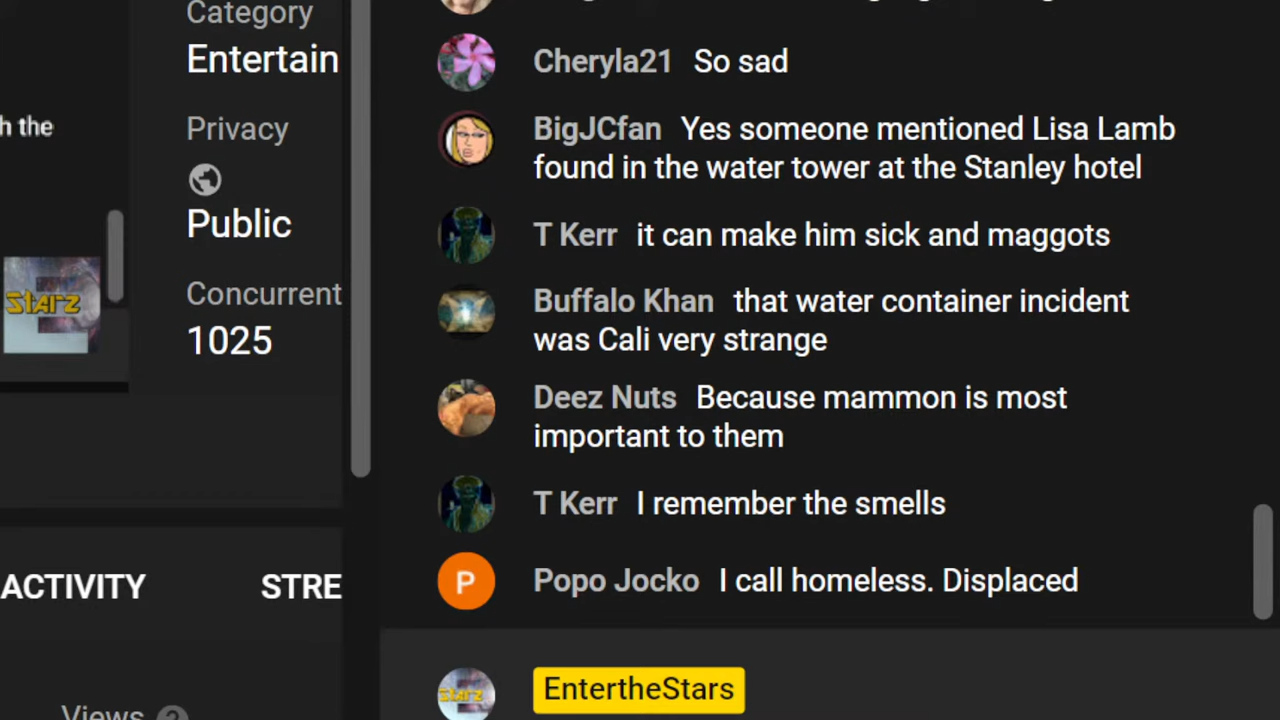 Category
Entertain
h the
Privacy
Public
Starz
Concurrent
1025
ACTIVITY STRE
Views ?
Cheryla21 So sad
BigJCfan Yes someone mentioned Lisa Lamb
found in the water tower at the Stanley hotel
T Kerr it can make him sick and maggots
Buffalo Khan that water container incident
was Cali very strange
Deez Nuts Because mammon is most
important to them
T Kerr I remember the smells
P Popo Jocko I call homeless. Displaced
Starz EntertheStars